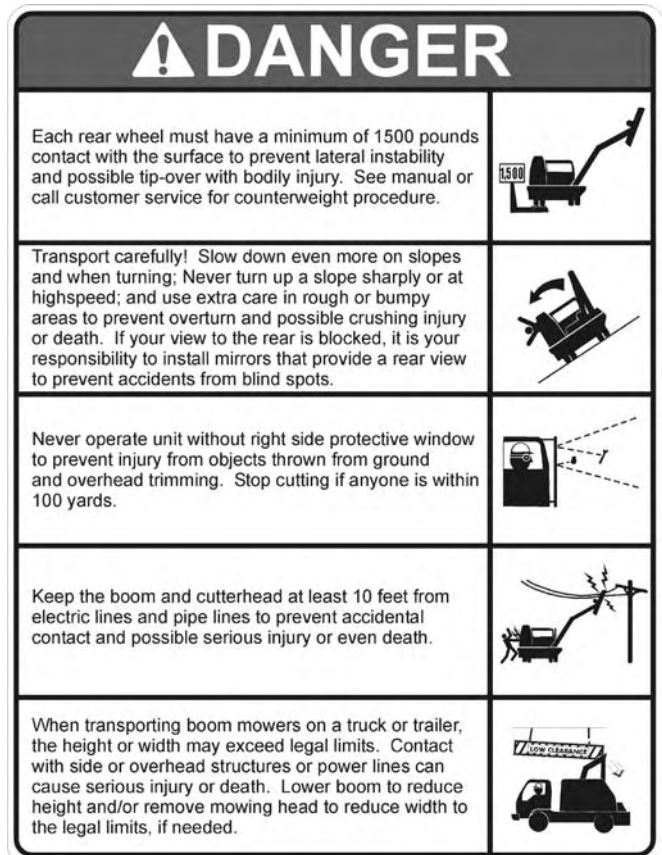 DANGER
Each rear wheel must have a minimum of 1500 pounds
contact with the surface to prevent lateral instability
and possible tip-over with bodily injury. See manual or
call customer service for counterweight procedure.
1,500
Transport carefully! Slow down even more on slopes
and when turning; Never turn up a slope sharply or at
highspeed; and use extra care in rough or bumpy
areas to prevent overturn and possible crushing injury
or death. If your view to the rear is blocked, it is your
responsibility to install mirrors that provide a rear view
to prevent accidents from blind spots.
Never operate unit without right side protective window
to prevent injury from objects thrown from ground
and overhead trimming. Stop cutting if anyone is within
100 yards.
Keep the boom and cutterhead at least 10 feet from
electric lines and pipe lines to prevent accidental
contact and possible serious injury or even death.
When transporting boom mowers on a truck or trailer,
the height or width may exceed legal limits. Contact
with side or overhead structures or power lines can
cause serious injury or death. Lower boom to reduce
height and/or remove mowing head to reduce width to
the legal limits, if needed.
LOW CLEARANCE